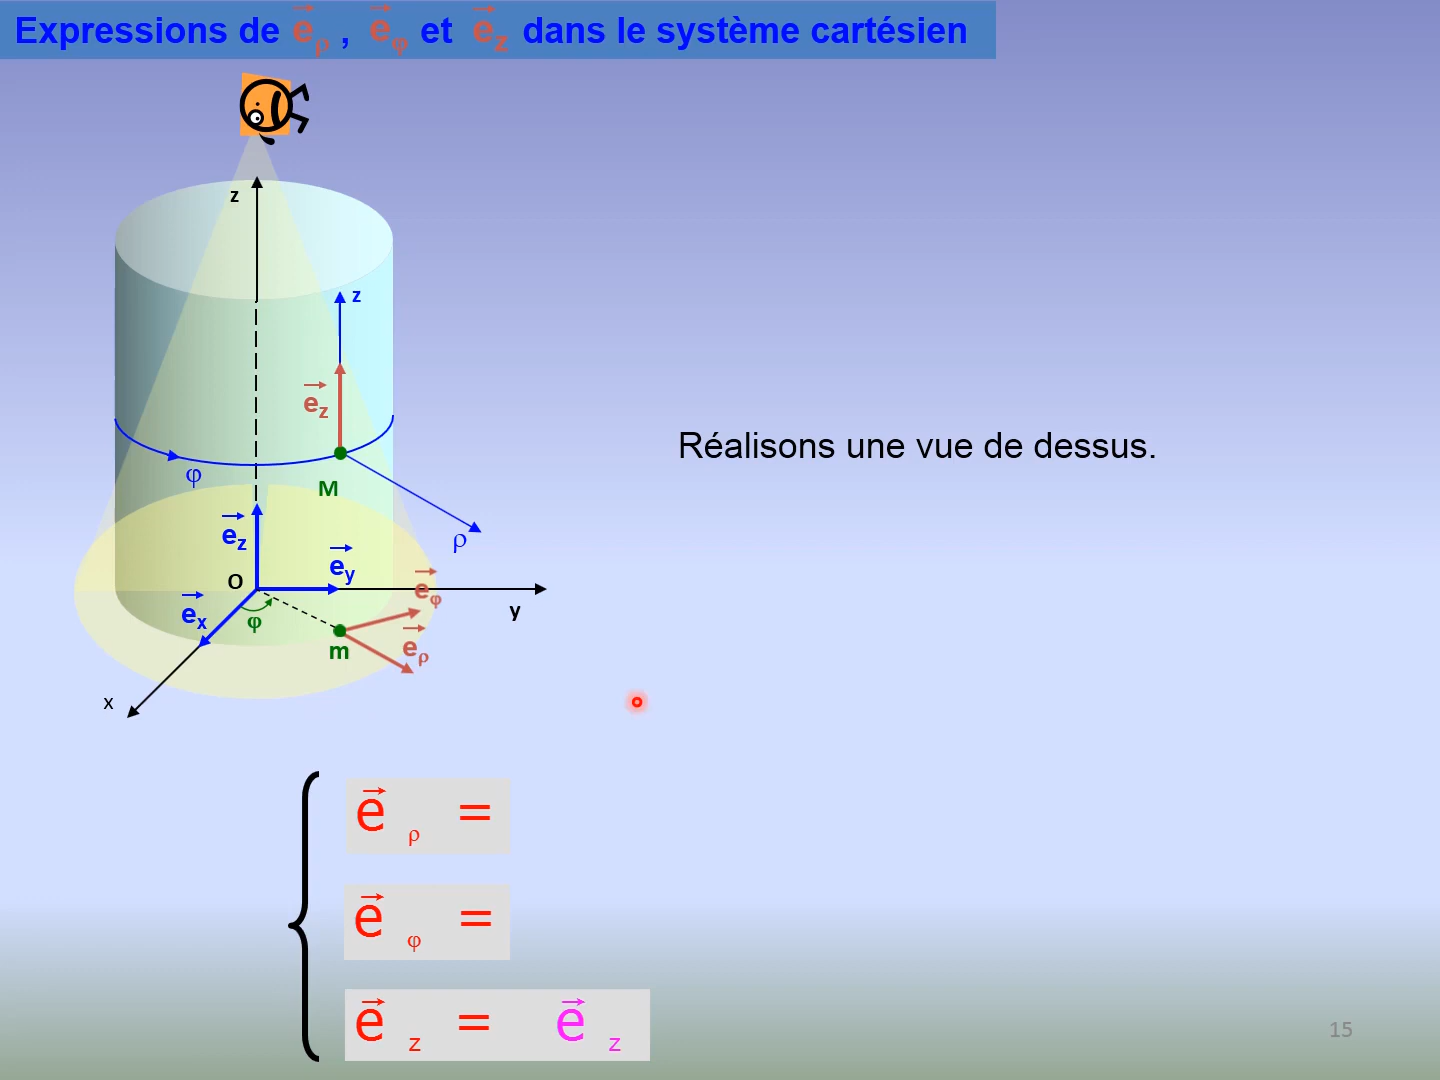 Expressions de e⃗ρ , e⃗φ et e⃗z dans le système cartésien
z
z
e⃗z
φ
M
ρ
e⃗z
e⃗y
O
e⃗φ
e⃗x
φ
y
m
e⃗ρ
x
Réalisons une vue de dessus.
e⃗ρ =
e⃗φ =
e⃗z = e⃗z
15